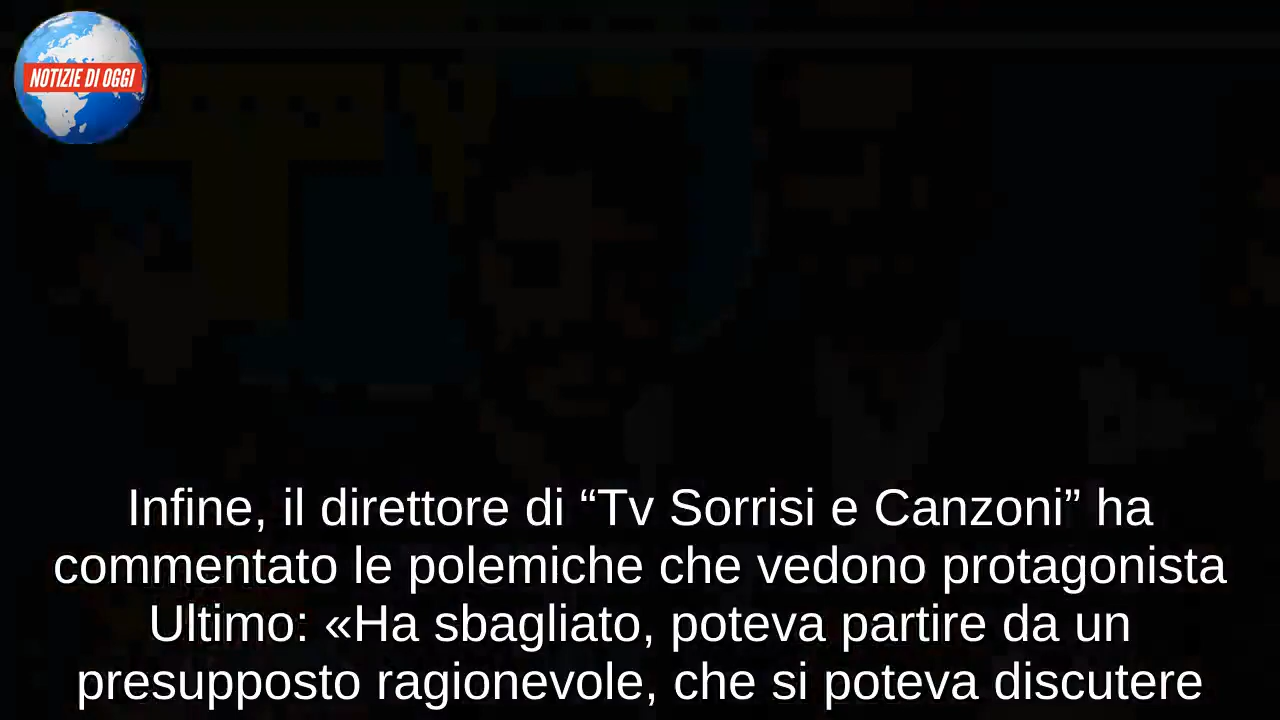 NOTIZIE DI OGGI
Infine, il direttore di “Tv Sorrisi e Canzoni” ha
commentato le polemiche che vedono protagonista
Ultimo: «Ha sbagliato, poteva partire da un
presupposto ragionevole, che si poteva discutere